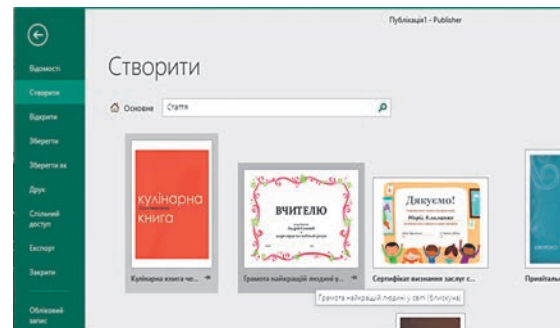 Публікація1 - Publisher
Відомості
Створити
Відкрити
Зберегти
Зберегти як
Друк
Спільний
доступ
Експорт
Закрити
Обліковий
запис
Створити
Основне
Стаття
кулінарна
книга
Кулінарна книга че...
ВЧИТЕЛЮ
Грамота найкращій людині у...
Дякуємо!
Сертифікат визнання заслуг с...
Привіталь
Грамота найкращій людині у світі (блискуча)